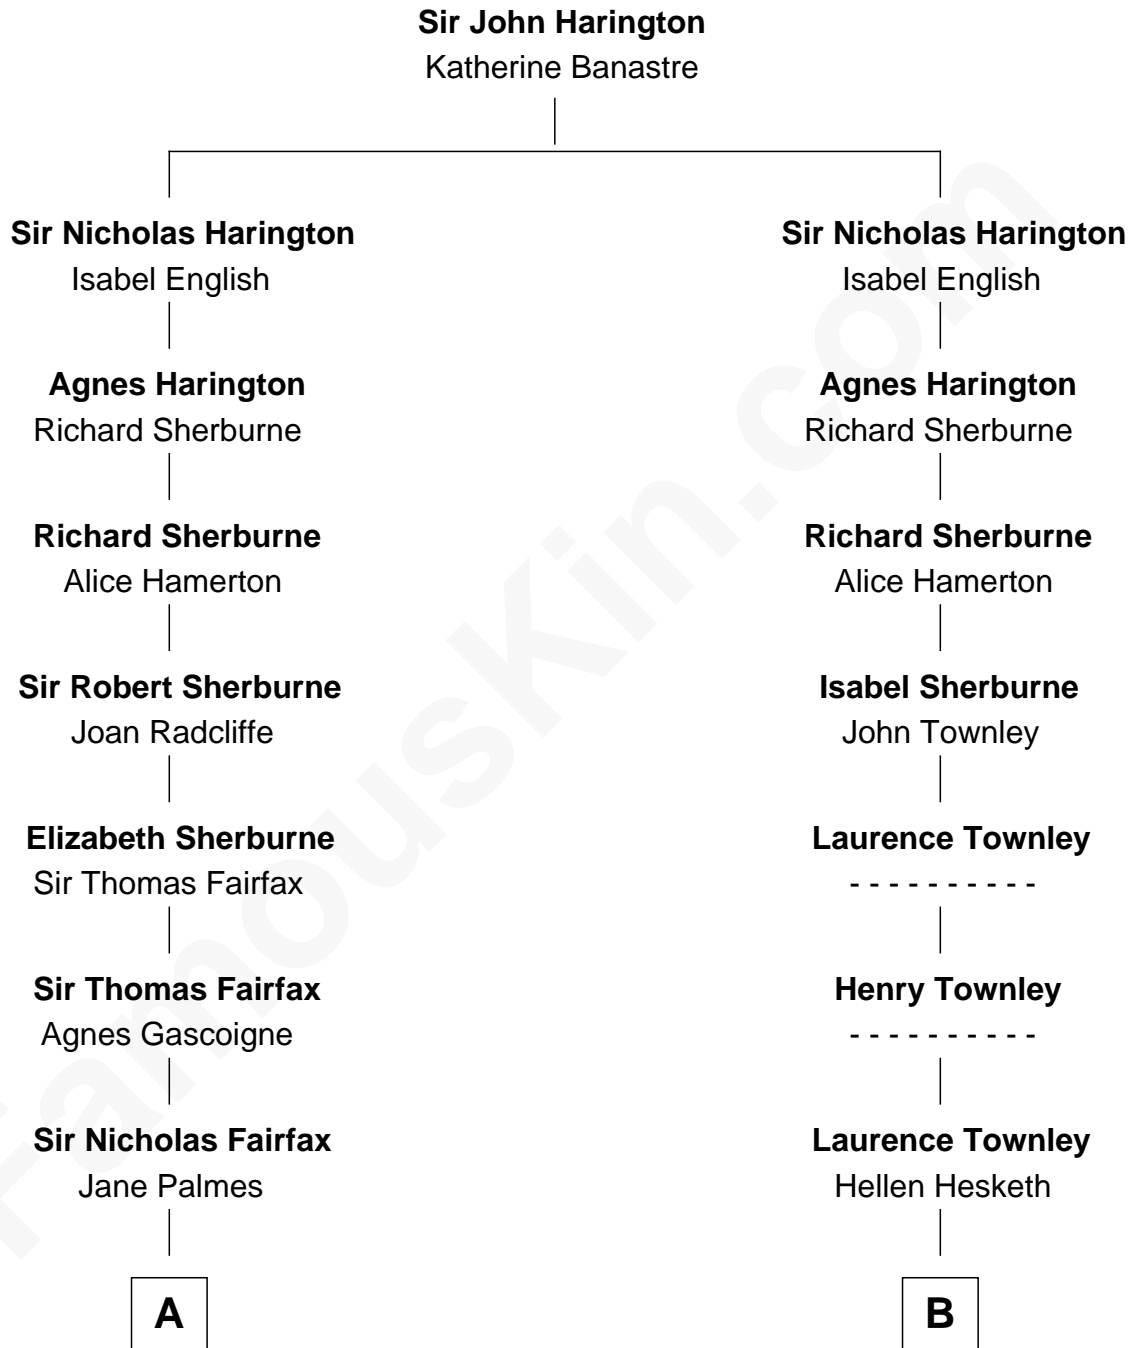 Sir John Harington
Katherine Banastre
Sir Nicholas Harington
Isabel English
Agnes Harington
Richard Sherburne
Richard Sherburne
Alice Hamerton
Sir Robert Sherburne
Joan Radcliffe
Elizabeth Sherburne
Sir Thomas Fairfax
Sir Thomas Fairfax
Agnes Gascoigne
Sir Nicholas Fairfax
Jane Palmes
A
Sir Nicholas Harington
Isabel English
Agnes Harington
Richard Sherburne
Richard Sherburne
Alice Hamerton
Isabel Sherburne
John Townley
Laurence Townley
- - - - - - - - - -
Henry Townley
- - - - - - - - - -
Laurence Townley
Hellen Hesketh
B
FamousKin.com